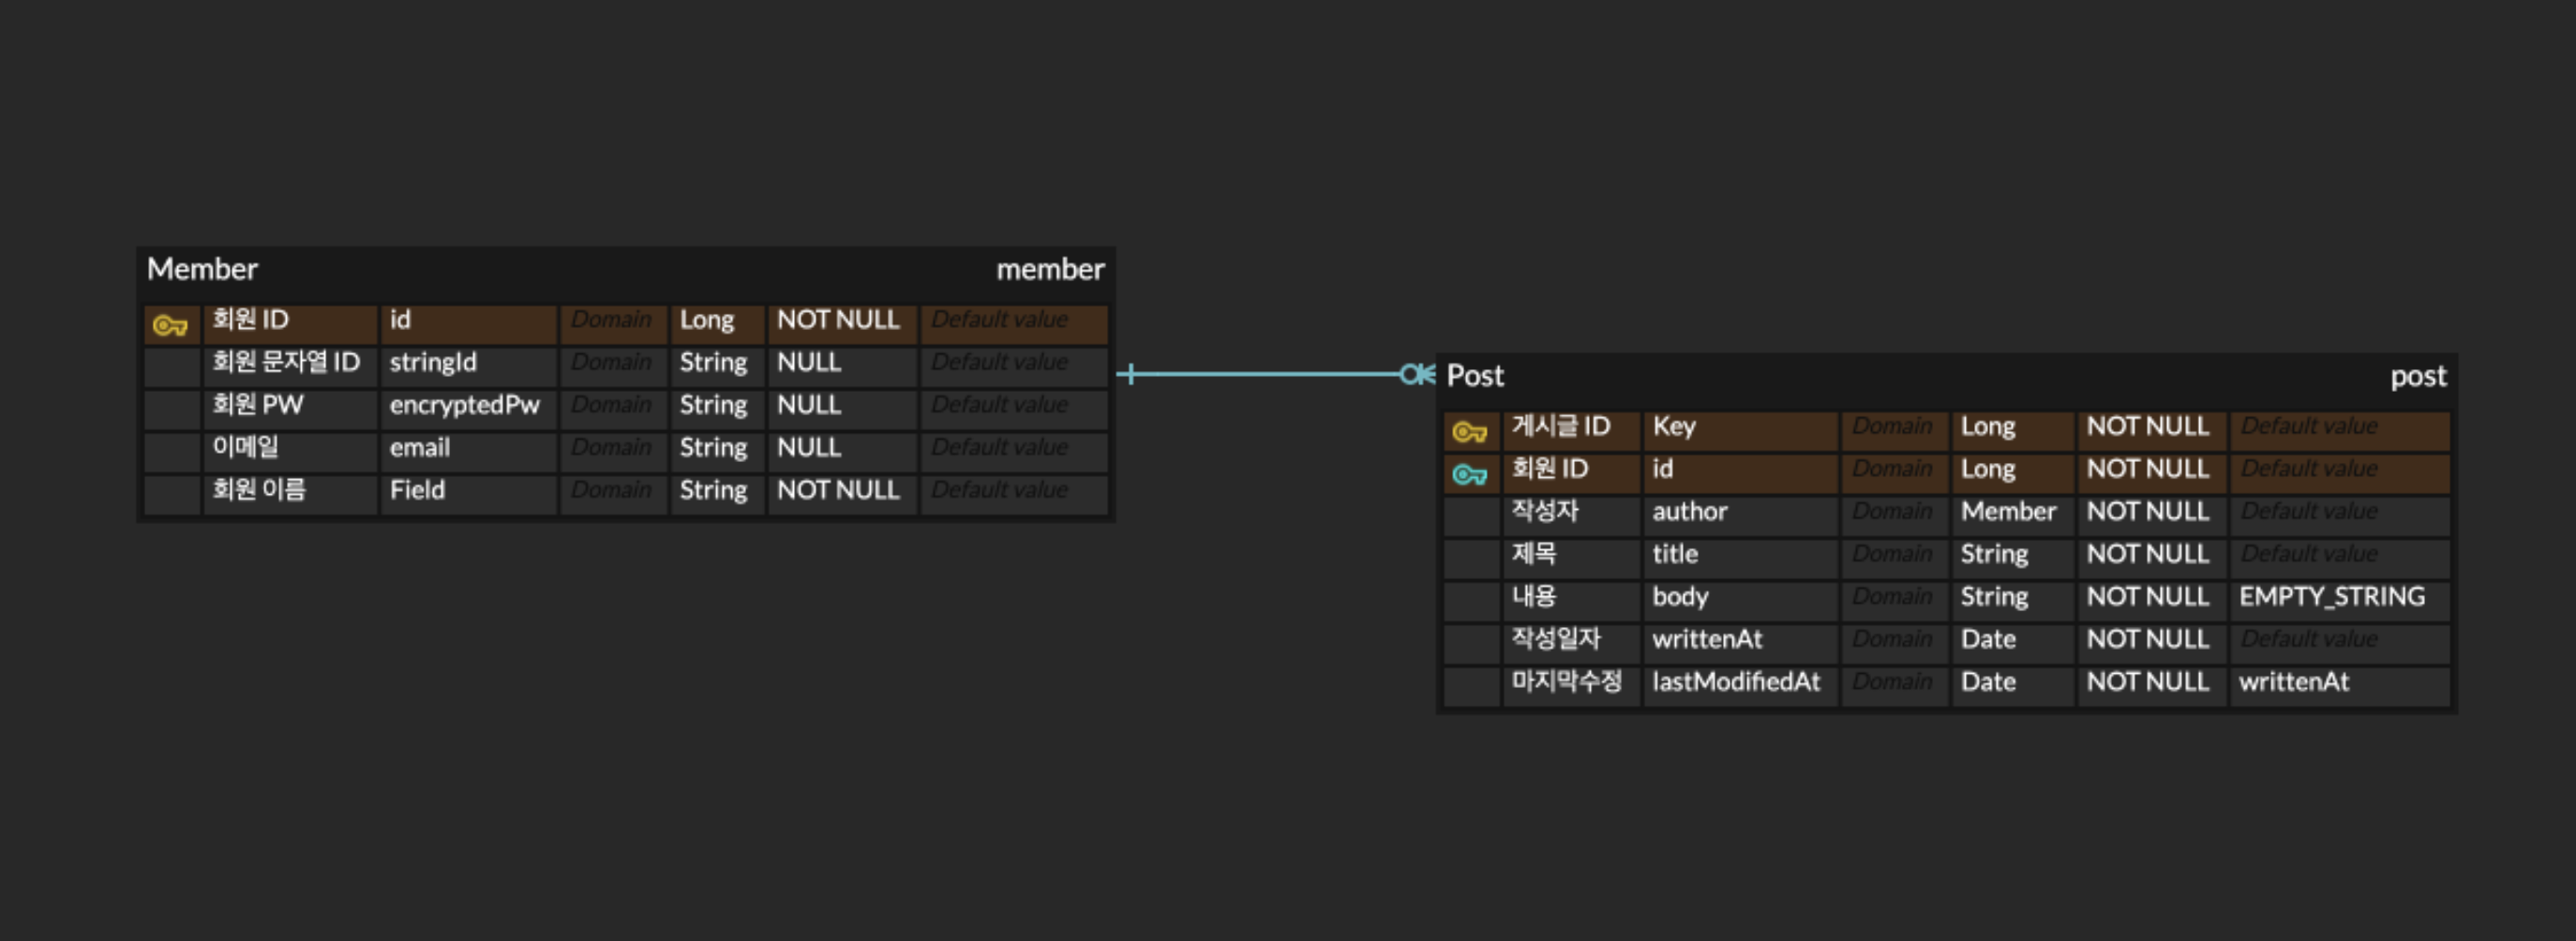 Member member
회원 ID id Domain Long NOT NULL Default value
회원 문자열 ID stringId Domain String NULL Default value
회원 PW encryptedPw Domain String NULL Default value
이메일 email Domain String NULL Default value
회원 이름 Field Domain String NOT NULL Default value
Post post
게시글 ID Key Domain Long NOT NULL Default value
회원 ID id Domain Long NOT NULL Default value
작성자 author Domain Member NOT NULL Default value
제목 title Domain String NOT NULL Default value
내용 body Domain String NOT NULL EMPTY_STRING
작성일자 writtenAt Domain Date NOT NULL Default value
마지막수정 lastModifiedAt Domain Date NOT NULL writtenAt